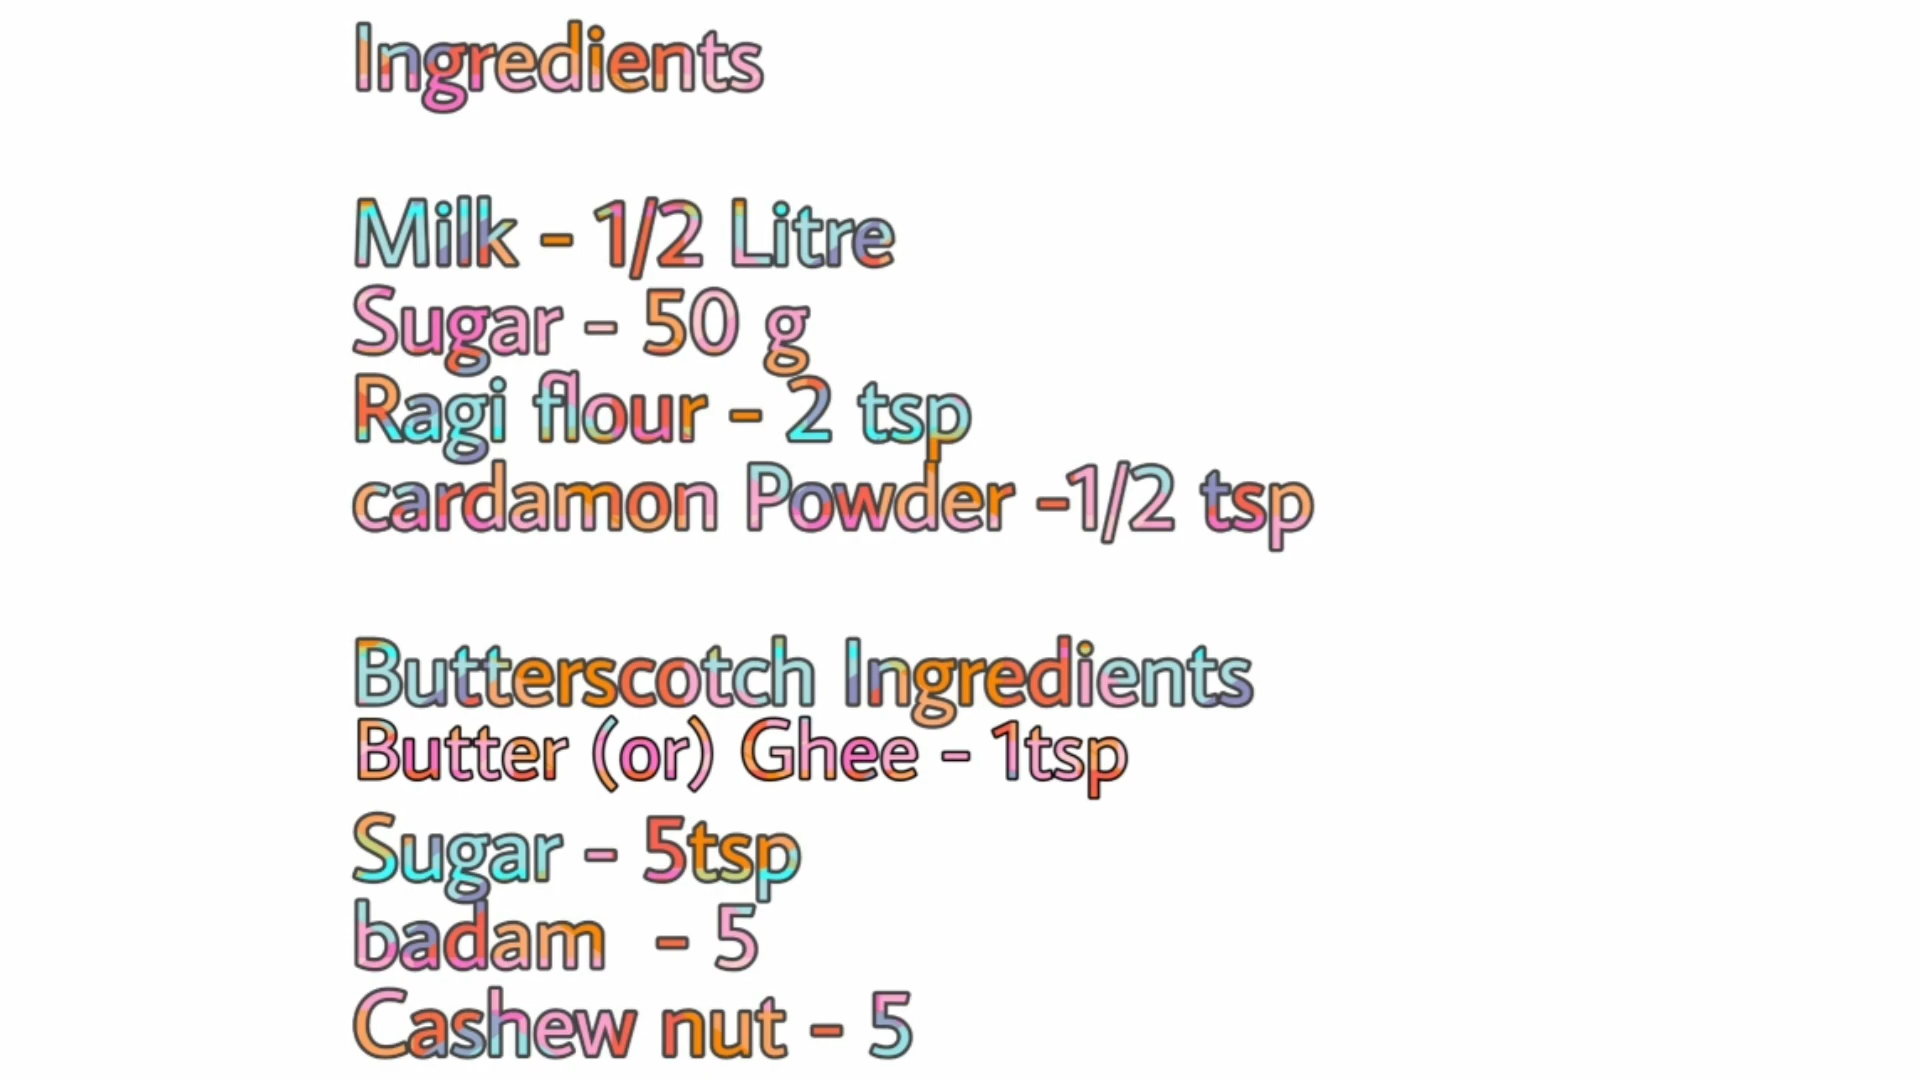 Ingredients
Milk - 1/2 Litre
Sugar - 50 g
Ragi flour - 2 tsp
cardamon Powder -1/2 tsp
Butterscotch Ingredients
Butter (or) Ghee - 1tsp
Sugar - 5tsp
badam  - 5
Cashew nut - 5